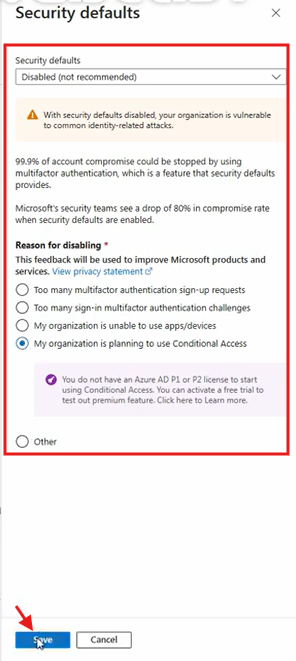 Security defaults
Security defaults
Disabled (not recommended)
With security defaults disabled, your organization is vulnerable
to common identity-related attacks.
99.9% of account compromise could be stopped by using
multifactor authentication, which is a feature that security defaults
provides.
Microsoft's security teams see a drop of 80% in compromise rate
when security defaults are enabled.
Reason for disabling *
This feedback will be used to improve Microsoft products and
services. View privacy statement
Too many multifactor authentication sign-up requests
Too many sign-in multifactor authentication challenges
My organization is unable to use apps/devices
My organization is planning to use Conditional Access
You do not have an Azure AD P1 or P2 license to start
using Conditional Access. You can activate a free trial to
test out premium feature. Click here to Learn more.
Other
Save
Cancel